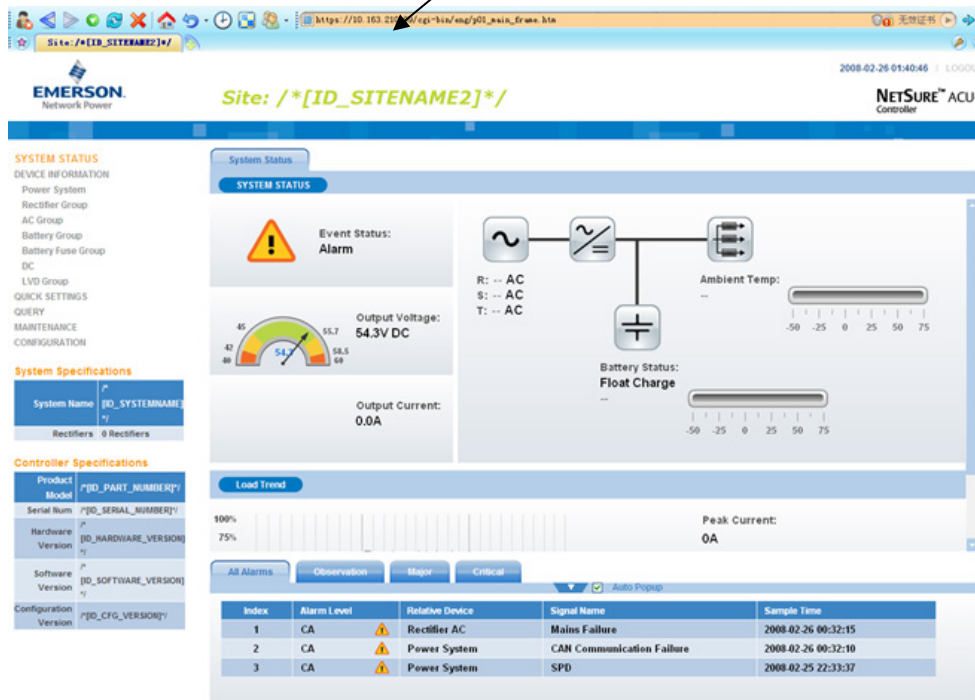 https://10.163.210 /cgi-bin/eng/p01_main_frame.htm
无效证书
Site:/*[ID_SITENAME2]*/
EMERSON
Network Power
Site: /*[ID_SITENAME2]*/
2008-02-26 01:40:46 | LOGOU
NETSURE™ ACU
Controller
SYSTEM STATUS
DEVICE INFORMATION
Power System
Rectifier Group
AC Group
Battery Group
Battery Fuse Group
DC
LVD Group
QUICK SETTINGS
QUERY
MAINTENANCE
CONFIGURATION
System Specifications
System Name /*[ID_SYSTEMNAME]*/
Rectifiers 0 Rectifiers
Controller Specifications
Product Model /*[ID_PART_NUMBER]*/
Serial Num /*[ID_SERIAL_NUMBER]*/
Hardware Version /*[ID_HARDWARE_VERSION]*/
Software Version /*[ID_SOFTWARE_VERSION]*/
Configuration Version /*[ID_CFG_VERSION]*/
System Status
SYSTEM STATUS
Event Status:
Alarm
Output Voltage:
54.3V DC
40 42 45 55.7 58.5 60
Output Current:
0.0A
R: -- AC
S: -- AC
T: -- AC
Ambient Temp:
--
-50 -25 0 25 50 75
Battery Status:
Float Charge
--
-50 -25 0 25 50 75
Load Trend
100%
75%
Peak Current:
0A
All Alarms Observation Major Critical
Auto Popup
Index Alarm Level Relative Device Signal Name Sample Time
1 CA Rectifier AC Mains Failure 2008-02-26 00:32:15
2 CA Power System CAN Communication Failure 2008-02-26 00:32:10
3 CA Power System SPD 2008-02-25 22:33:37